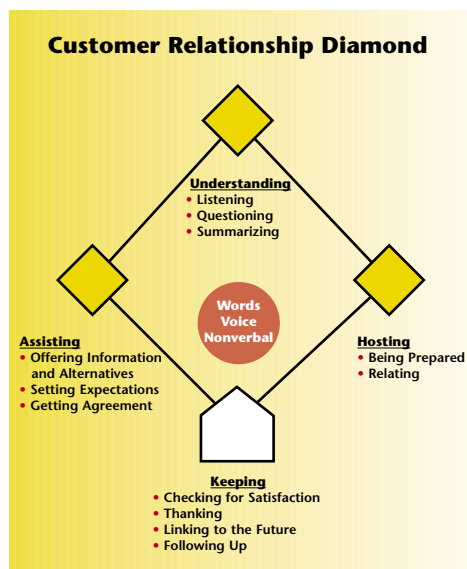 Customer Relationship Diamond
Understanding
• Listening
• Questioning
• Summarizing
Words
Voice
Nonverbal
Assisting
• Offering Information
and Alternatives
• Setting Expectations
• Getting Agreement
Hosting
• Being Prepared
• Relating
Keeping
• Checking for Satisfaction
• Thanking
• Linking to the Future
• Following Up